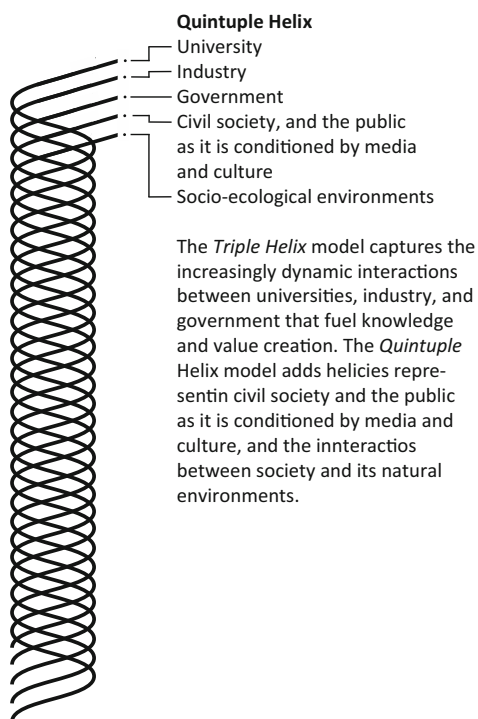 Quintuple Helix
University
Industry
Government
Civil society, and the public
as it is conditioned by media
and culture
Socio-ecological environments
The Triple Helix model captures the
increasingly dynamic interactions
between universities, industry, and
government that fuel knowledge
and value creation. The Quintuple
Helix model adds helicies repre-
sentin civil society and the public
as it is conditioned by media and
culture, and the innteractios
between society and its natural
environments.